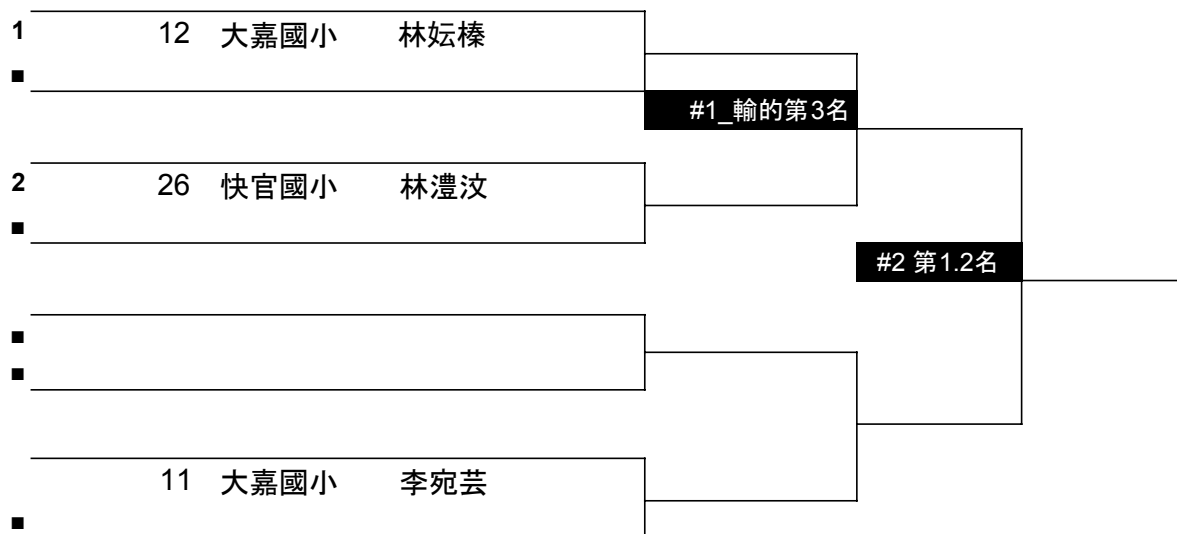 1 12 大嘉國小 林妘榛
#1_輸的第3名
2 26 快官國小 林澧汶
#2 第1.2名
11 大嘉國小 李宛芸